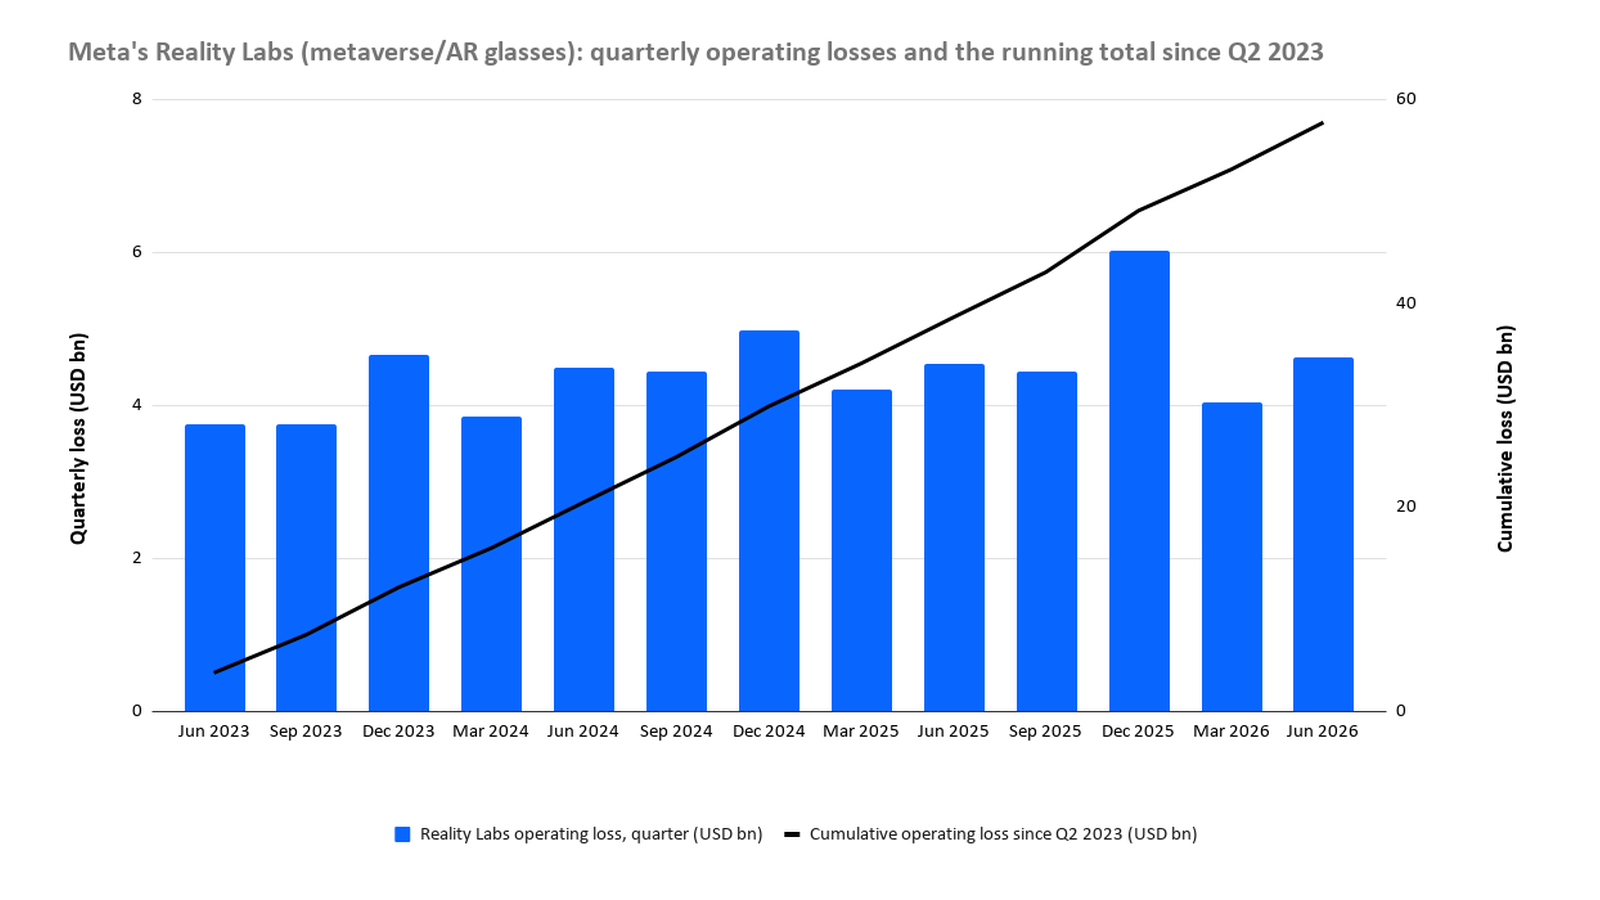 Meta's Reality Labs (metaverse/AR glasses): quarterly operating losses and the running total since Q2 2023
8
6
4
2
0
60
40
20
0
Quarterly loss (USD bn)
Cumulative loss (USD bn)
Jun 2023
Sep 2023
Dec 2023
Mar 2024
Jun 2024
Sep 2024
Dec 2024
Mar 2025
Jun 2025
Sep 2025
Dec 2025
Mar 2026
Jun 2026
Reality Labs operating loss, quarter (USD bn)
Cumulative operating loss since Q2 2023 (USD bn)